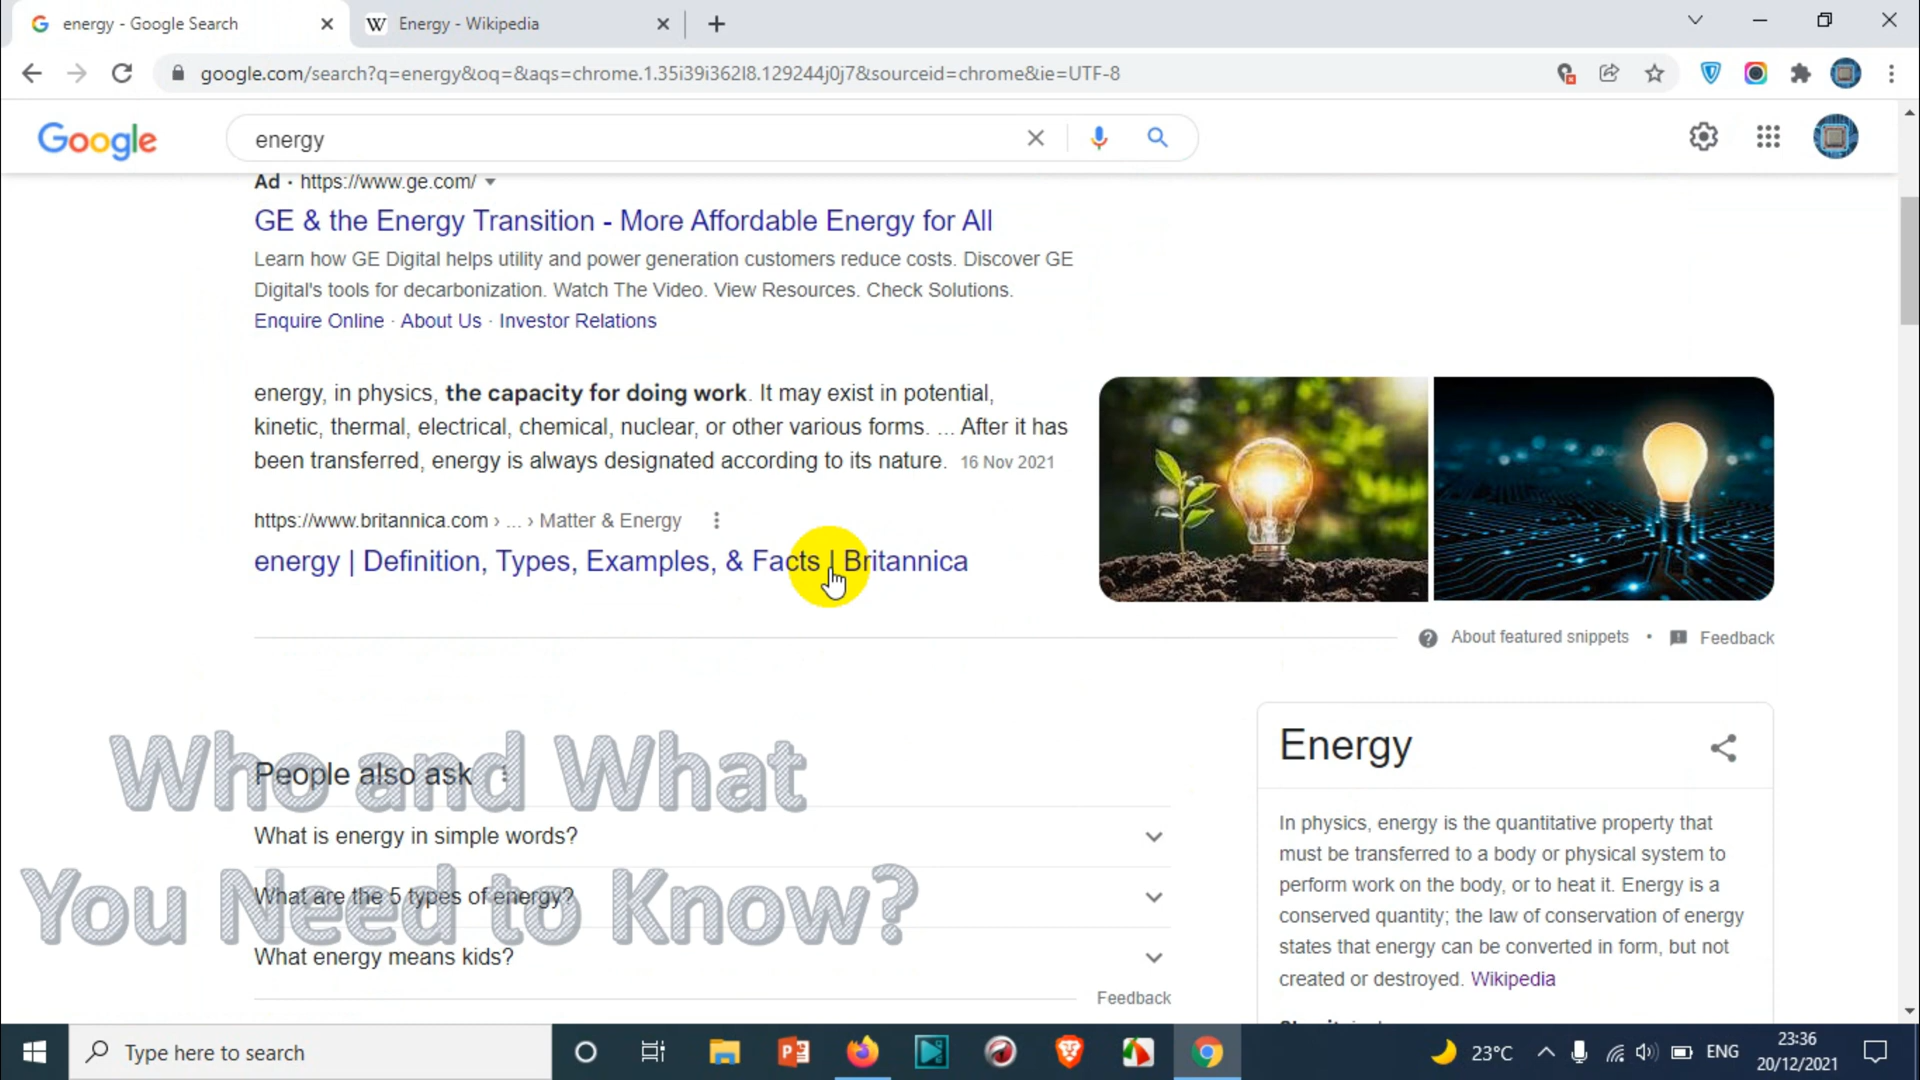 energy - Google Search
Energy - Wikipedia
google.com/search?q=energy&oq=&aqs=chrome.1.35i39i362l8.129244j0j7&sourceid=chrome&ie=UTF-8
Google
energy
Ad · https://www.ge.com/
GE & the Energy Transition - More Affordable Energy for All
Learn how GE Digital helps utility and power generation customers reduce costs. Discover GE
Digital's tools for decarbonization. Watch The Video. View Resources. Check Solutions.
Enquire Online · About Us · Investor Relations
energy, in physics, the capacity for doing work. It may exist in potential,
kinetic, thermal, electrical, chemical, nuclear, or other various forms. ... After it has
been transferred, energy is always designated according to its nature. 16 Nov 2021
https://www.britannica.com › ... › Matter & Energy
energy | Definition, Types, Examples, & Facts | Britannica
About featured snippets • Feedback
People also ask
What is energy in simple words?
What are the 5 types of energy?
What energy means kids?
Feedback
Who and What
You Need to Know?
Energy
In physics, energy is the quantitative property that
must be transferred to a body or physical system to
perform work on the body, or to heat it. Energy is a
conserved quantity; the law of conservation of energy
states that energy can be converted in form, but not
created or destroyed. Wikipedia
Type here to search
23°C
ENG
23:36
20/12/2021